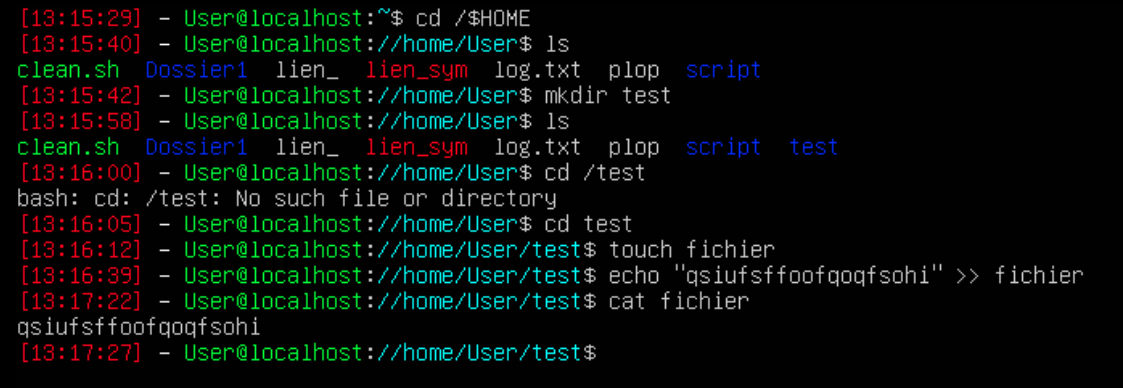 [13:15:29] - User@localhost:~$ cd /$HOME
[13:15:40] - User@localhost://home/User$ ls
clean.sh  Dossier1  lien_  lien_sym  log.txt  plop  script
[13:15:42] - User@localhost://home/User$ mkdir test
[13:15:58] - User@localhost://home/User$ ls
clean.sh  Dossier1  lien_  lien_sym  log.txt  plop  script  test
[13:16:00] - User@localhost://home/User$ cd /test
bash: cd: /test: No such file or directory
[13:16:05] - User@localhost://home/User$ cd test
[13:16:12] - User@localhost://home/User/test$ touch fichier
[13:16:39] - User@localhost://home/User/test$ echo "qsiufsffoofqoqfsohi" >> fichier
[13:17:22] - User@localhost://home/User/test$ cat fichier
qsiufsffoofqoqfsohi
[13:17:27] - User@localhost://home/User/test$